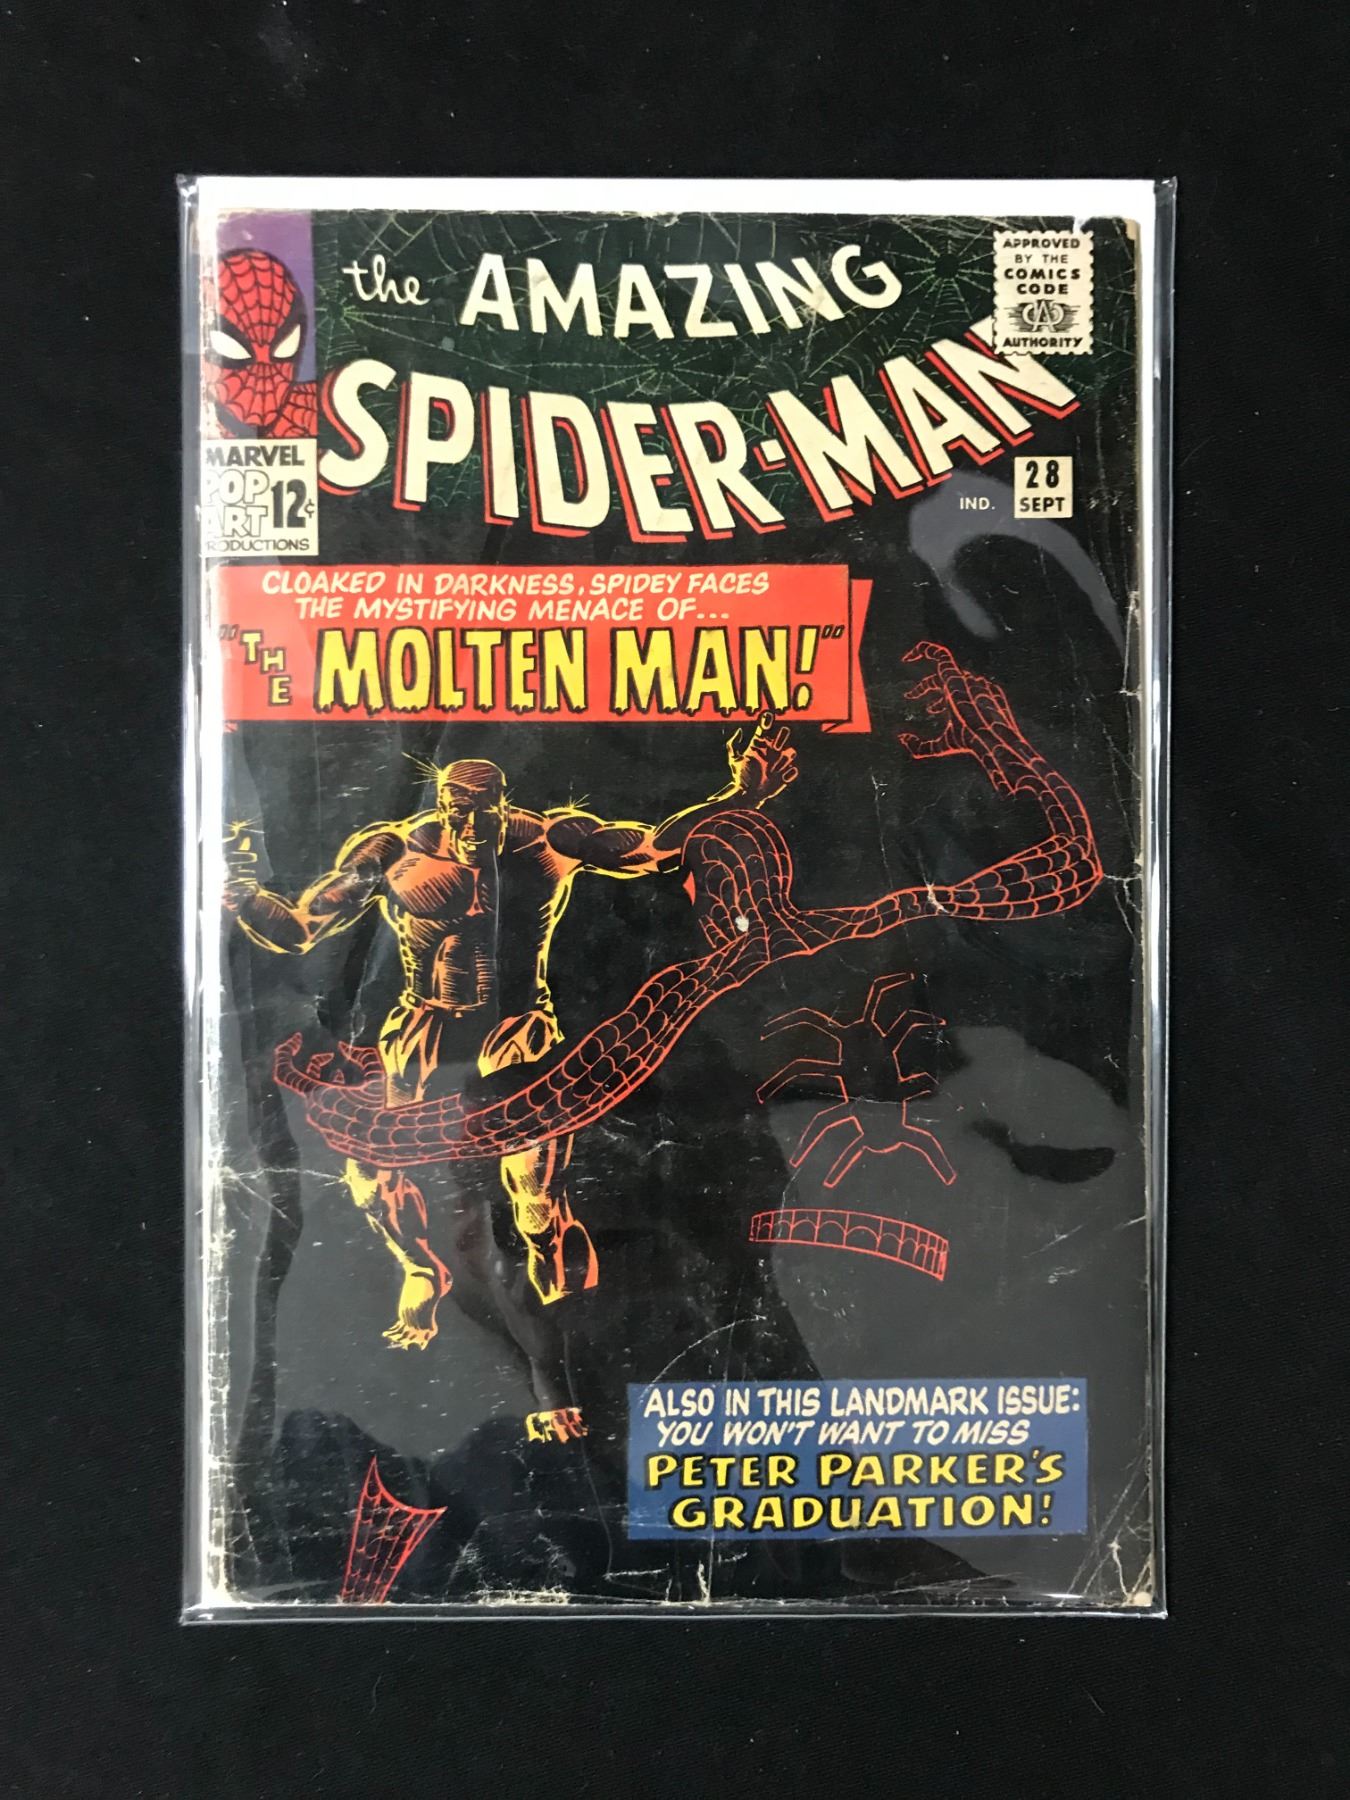 the AMAZING
SPIDER-MAN
APPROVED
BY THE
COMICS
CODE
CA
AUTHORITY
MARVEL
POP
ART
12¢
RODUCTIONS
IND.
28
SEPT
CLOAKED IN DARKNESS, SPIDEY FACES
THE MYSTIFYING MENACE OF...
"THE MOLTEN MAN!"
ALSO IN THIS LANDMARK ISSUE:
YOU WON'T WANT TO MISS
PETER PARKER'S
GRADUATION!